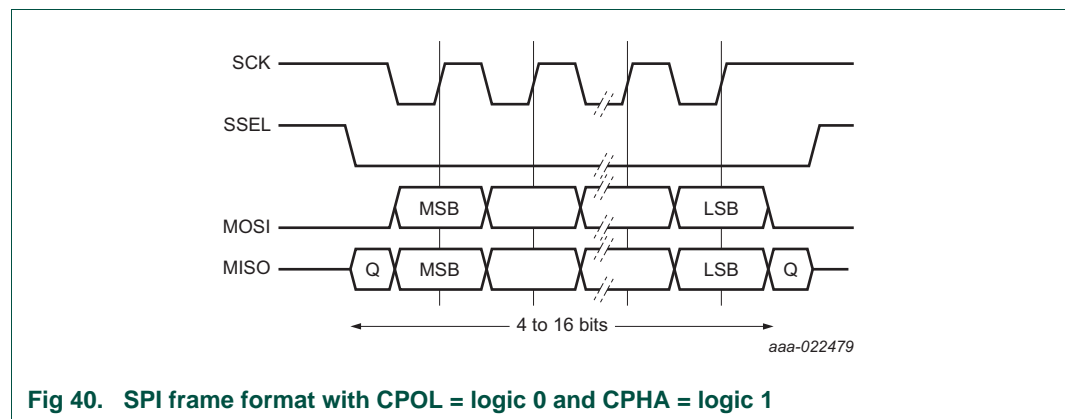 SCK
SSEL
MOSI
MSB
LSB
MISO
Q
MSB
LSB
Q
4 to 16 bits
aaa-022479
Fig 40. SPI frame format with CPOL = logic 0 and CPHA = logic 1